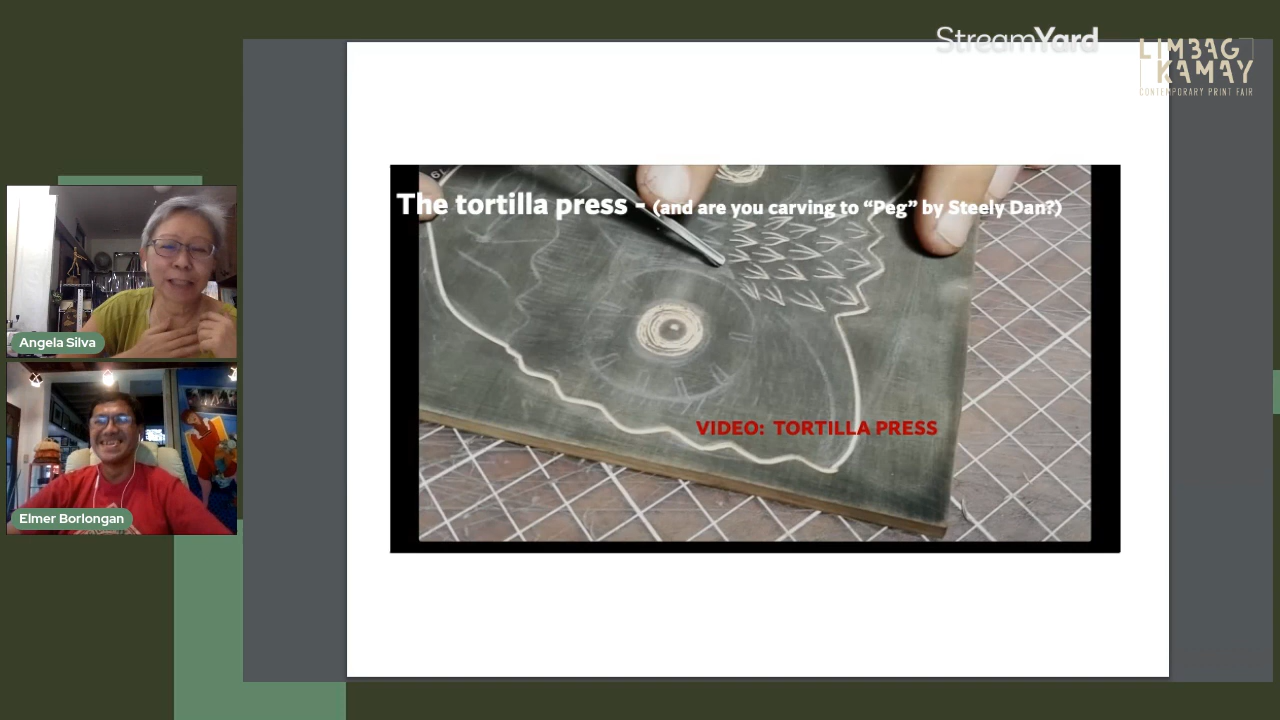 StreamYard
LIMBAG
KAMAY
CONTEMPORARY PRINT FAIR
The tortilla press - (and are you carving to “Peg” by Steely Dan?)
VIDEO: TORTILLA PRESS
Angela Silva
Elmer Borlongan